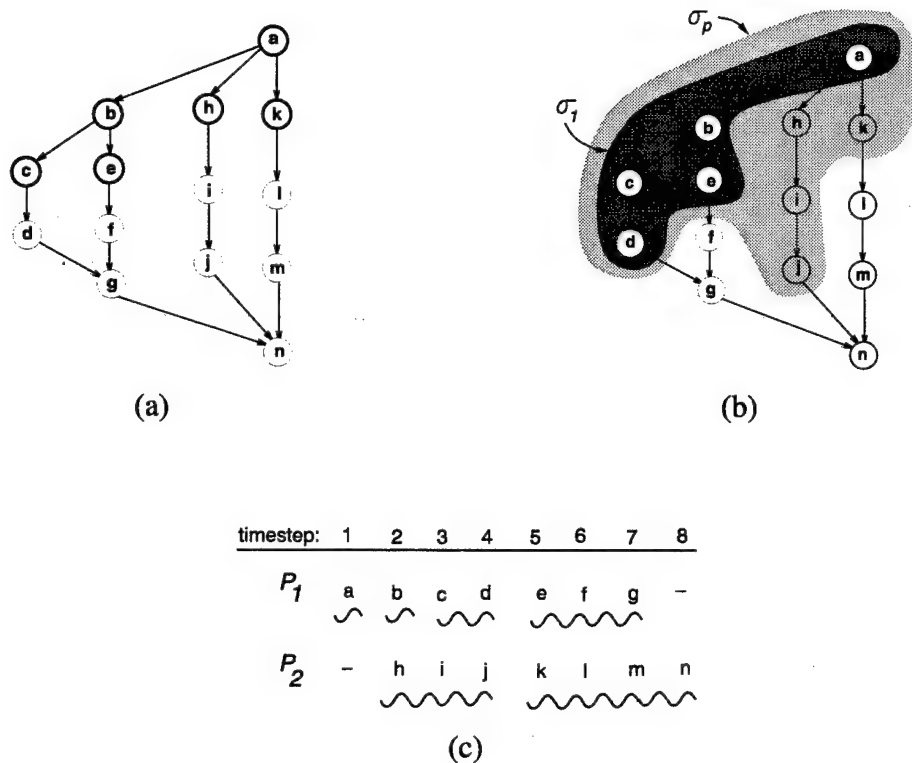 a
b h k
c e
d f i l
g j m
n
(a)
σp
σ1
a
b h k
c e i l
d f j m
g
n
(b)
timestep: 1 2 3 4 5 6 7 8
P1 a b c d e f g –
P2 – h i j k l m n
(c)